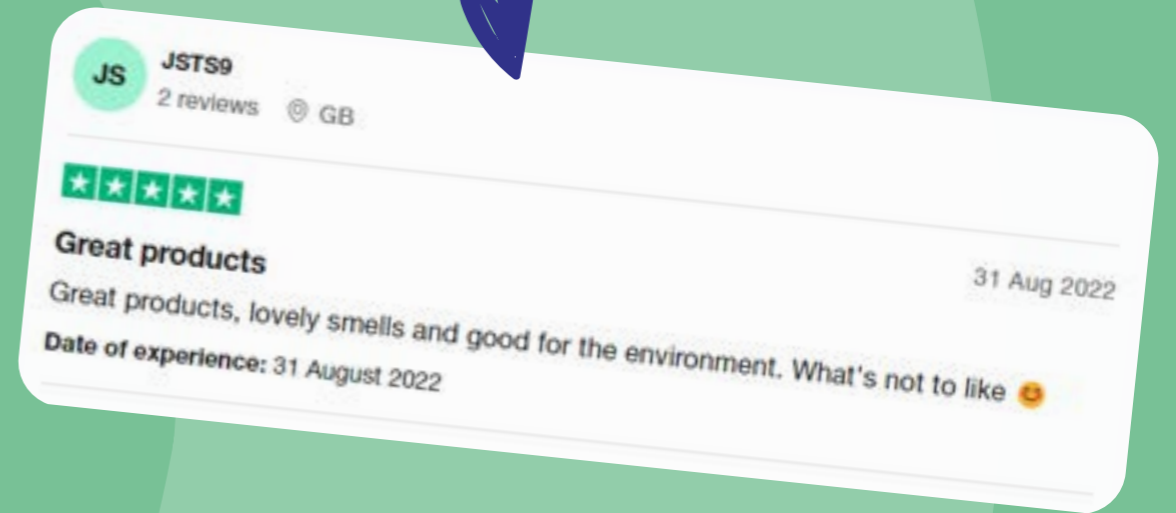 JS
JSTS9
2 reviews GB
31 Aug 2022
Great products
Great products, lovely smells and good for the environment. What's not to like 😊
Date of experience: 31 August 2022